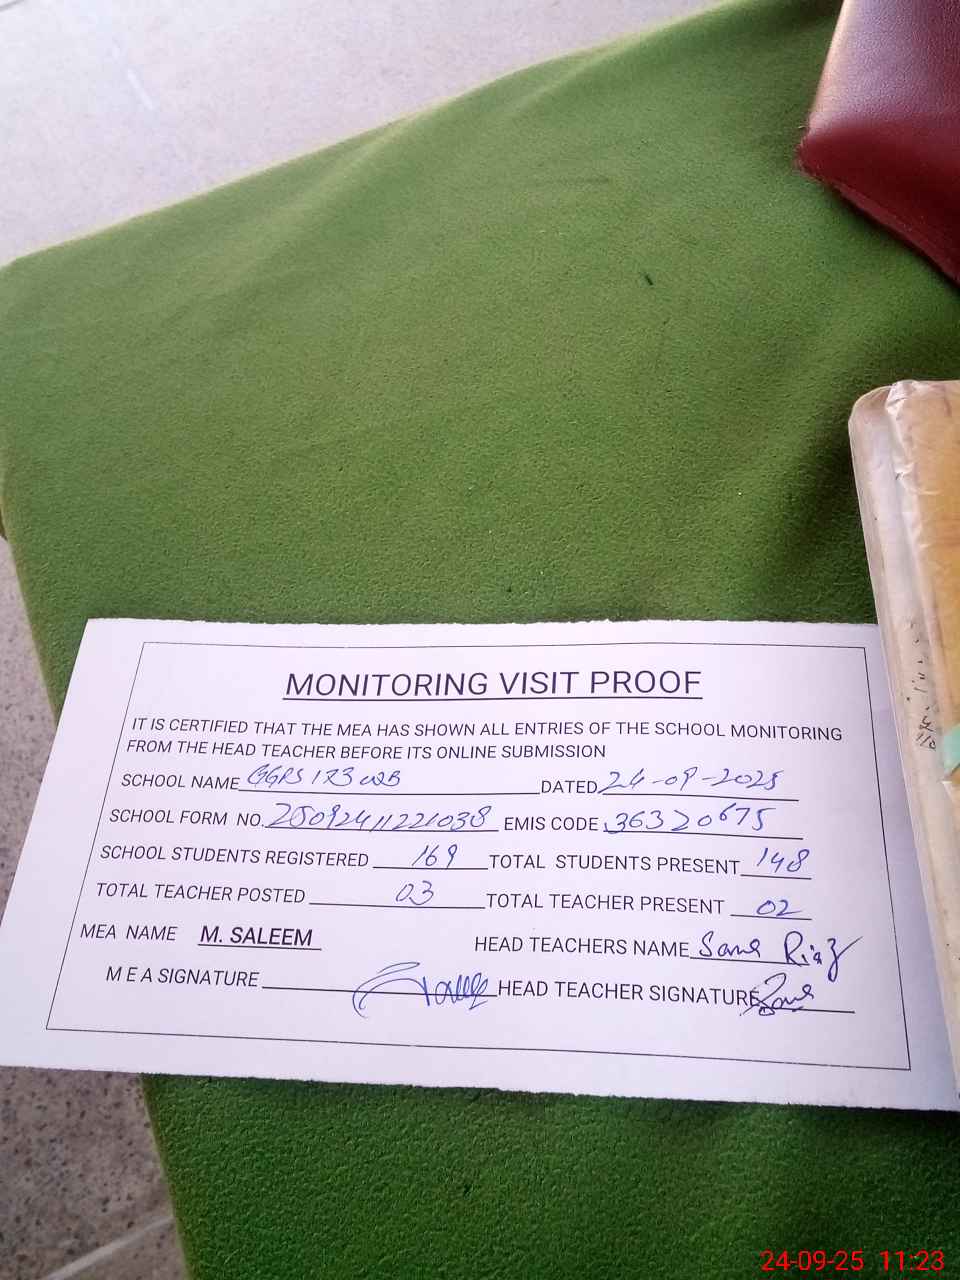 MONITORING VISIT PROOF
IT IS CERTIFIED THAT THE MEA HAS SHOWN ALL ENTRIES OF THE SCHOOL MONITORING
FROM THE HEAD TEACHER BEFORE ITS ONLINE SUBMISSION
SCHOOL NAME GGPS 123 WB DATED 24-09-2025
SCHOOL FORM NO. 25092411221038 EMIS CODE 36320675
SCHOOL STUDENTS REGISTERED 169 TOTAL STUDENTS PRESENT 148
TOTAL TEACHER POSTED 03 TOTAL TEACHER PRESENT 02
MEA NAME M. SALEEM HEAD TEACHERS NAME Sana Riaz
M E A SIGNATURE HEAD TEACHER SIGNATURE Sana
24-09-25 11:23